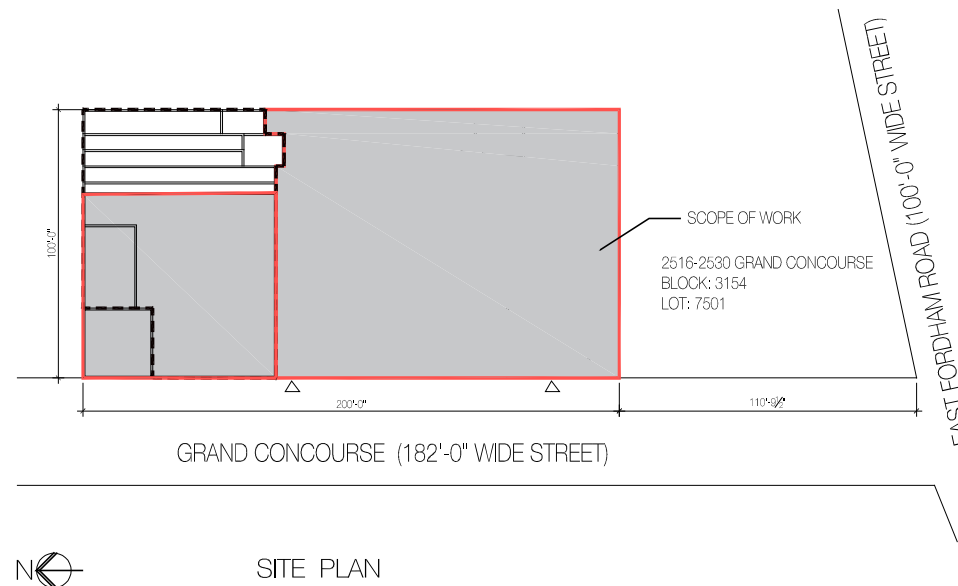 EAST FORDHAM ROAD (100'-0" WIDE STREET)
SCOPE OF WORK
100'-0"
2516-2530 GRAND CONCOURSE
BLOCK: 3154
LOT: 7501
200'-0"
110'-9½"
GRAND CONCOURSE (182'-0" WIDE STREET)
N
SITE PLAN